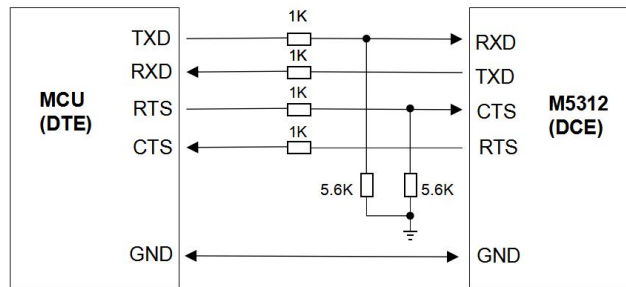 1K
TXD
RXD
1K
RXD
TXD
1K
MCU
(DTE)
RTS
CTS
M5312
(DCE)
1K
CTS
RTS
5.6K
5.6K
GND
GND